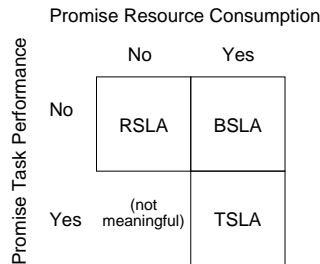 Promise Resource Consumption
No Yes
Promise Task Performance
No
RSLA BSLA
Yes
(not
meaningful)
TSLA